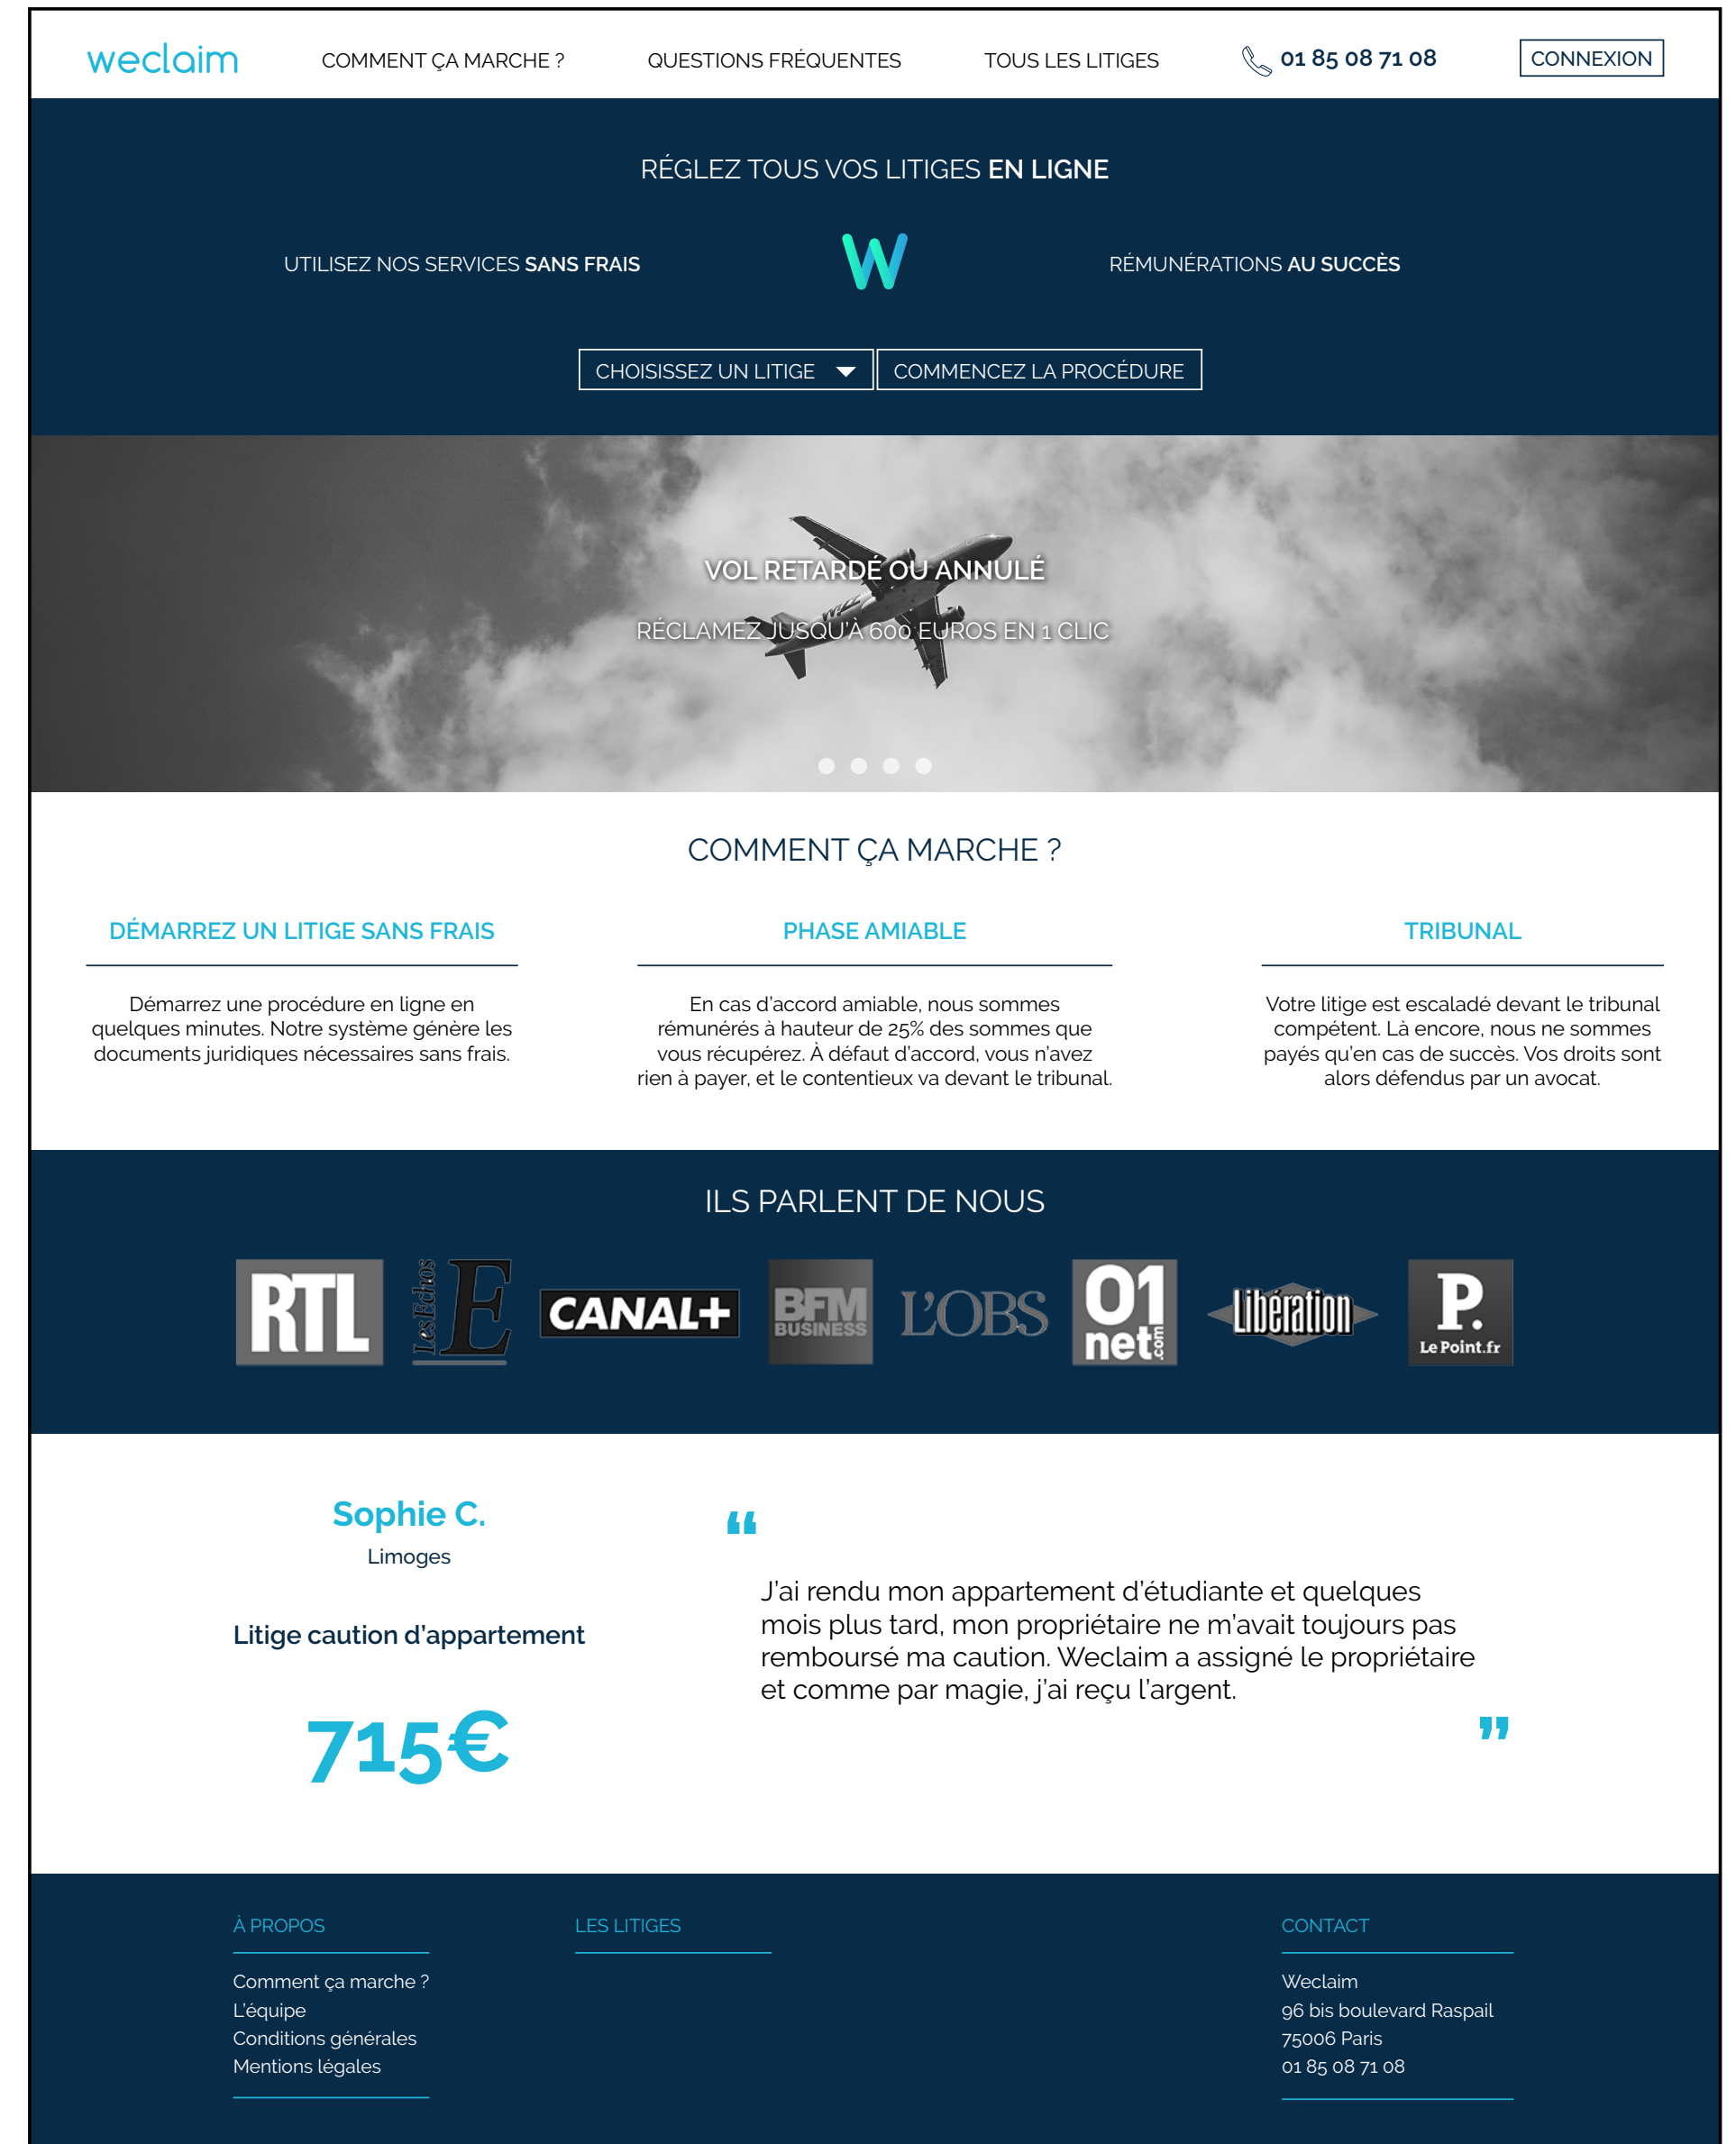 weclaim
COMMENT ÇA MARCHE ?
QUESTIONS FRÉQUENTES
TOUS LES LITIGES
01 85 08 71 08
CONNEXION
RÉGLEZ TOUS VOS LITIGES EN LIGNE
UTILISEZ NOS SERVICES SANS FRAIS
W
RÉMUNÉRATIONS AU SUCCÈS
CHOISISSEZ UN LITIGE
COMMENCEZ LA PROCÉDURE
VOL RETARDÉ OU ANNULÉ
RÉCLAMEZ JUSQU'À 600 EUROS EN 1 CLIC
COMMENT ÇA MARCHE ?
DÉMARREZ UN LITIGE SANS FRAIS
Démarrez une procédure en ligne en
quelques minutes. Notre système génère les
documents juridiques nécessaires sans frais.
PHASE AMIABLE
En cas d'accord amiable, nous sommes
rémunérés à hauteur de 25% des sommes que
vous récupérez. À défaut d'accord, vous n'avez
rien à payer, et le contentieux va devant le tribunal.
TRIBUNAL
Votre litige est escaladé devant le tribunal
compétent. Là encore, nous ne sommes
payés qu'en cas de succès. Vos droits sont
alors défendus par un avocat.
ILS PARLENT DE NOUS
RTL
Les Echos
E
CANAL+
BFM
BUSINESS
L'OBS
01
net.com
Libération
P.
Le Point.fr
Sophie C.
Limoges
Litige caution d'appartement
715€
“
J'ai rendu mon appartement d'étudiante et quelques
mois plus tard, mon propriétaire ne m'avait toujours pas
remboursé ma caution. Weclaim a assigné le propriétaire
et comme par magie, j'ai reçu l'argent.
”
À PROPOS
Comment ça marche ?
L'équipe
Conditions générales
Mentions légales
LES LITIGES
CONTACT
Weclaim
96 bis boulevard Raspail
75006 Paris
01 85 08 71 08